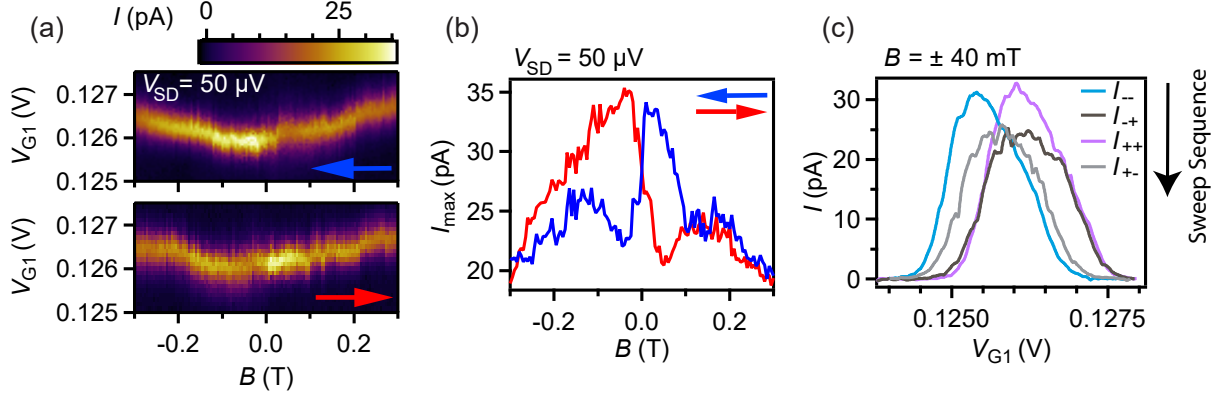 (a)
I (pA)
0
25
V_SD = 50 µV
0.127
0.126
0.125
V_G1 (V)
0.127
0.126
0.125
V_G1 (V)
-0.2
0.0
0.2
B (T)
(b)
V_SD = 50 µV
35
30
25
20
I_max (pA)
-0.2
0.0
0.2
B (T)
(c)
B = ± 40 mT
30
20
10
0
I (pA)
I_--
I_-+
I_++
I_+-
0.1250
0.1275
V_G1 (V)
Sweep Sequence